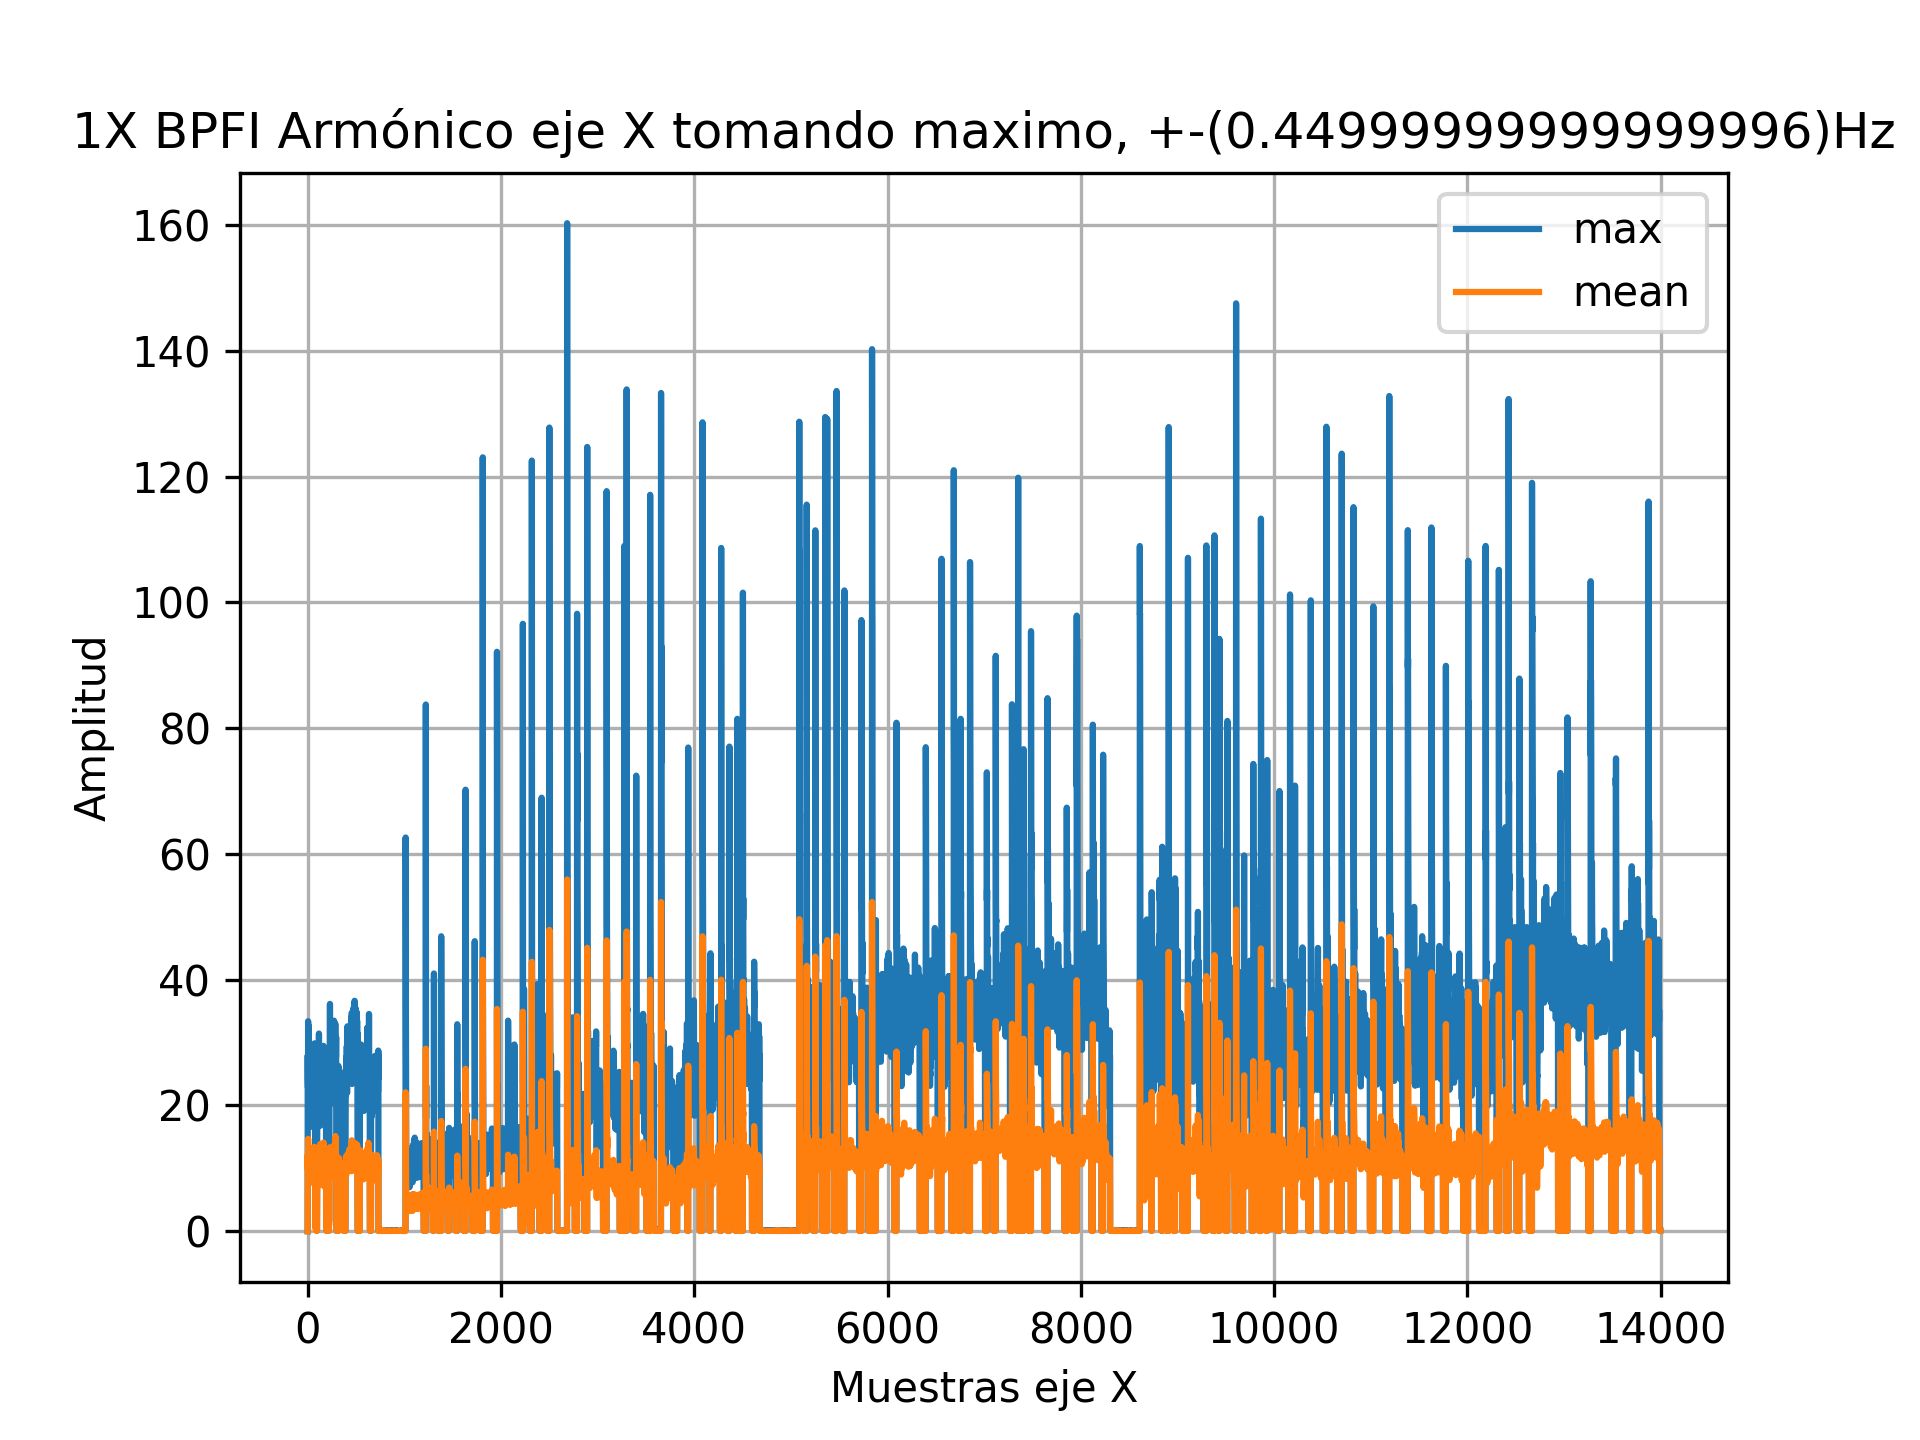 1X BPFI Armónico eje X tomando maximo, +-(0.44999999999999996)Hz
max
mean
160
140
120
100
80
60
40
20
0
Amplitud
0 2000 4000 6000 8000 10000 12000 14000
Muestras eje X